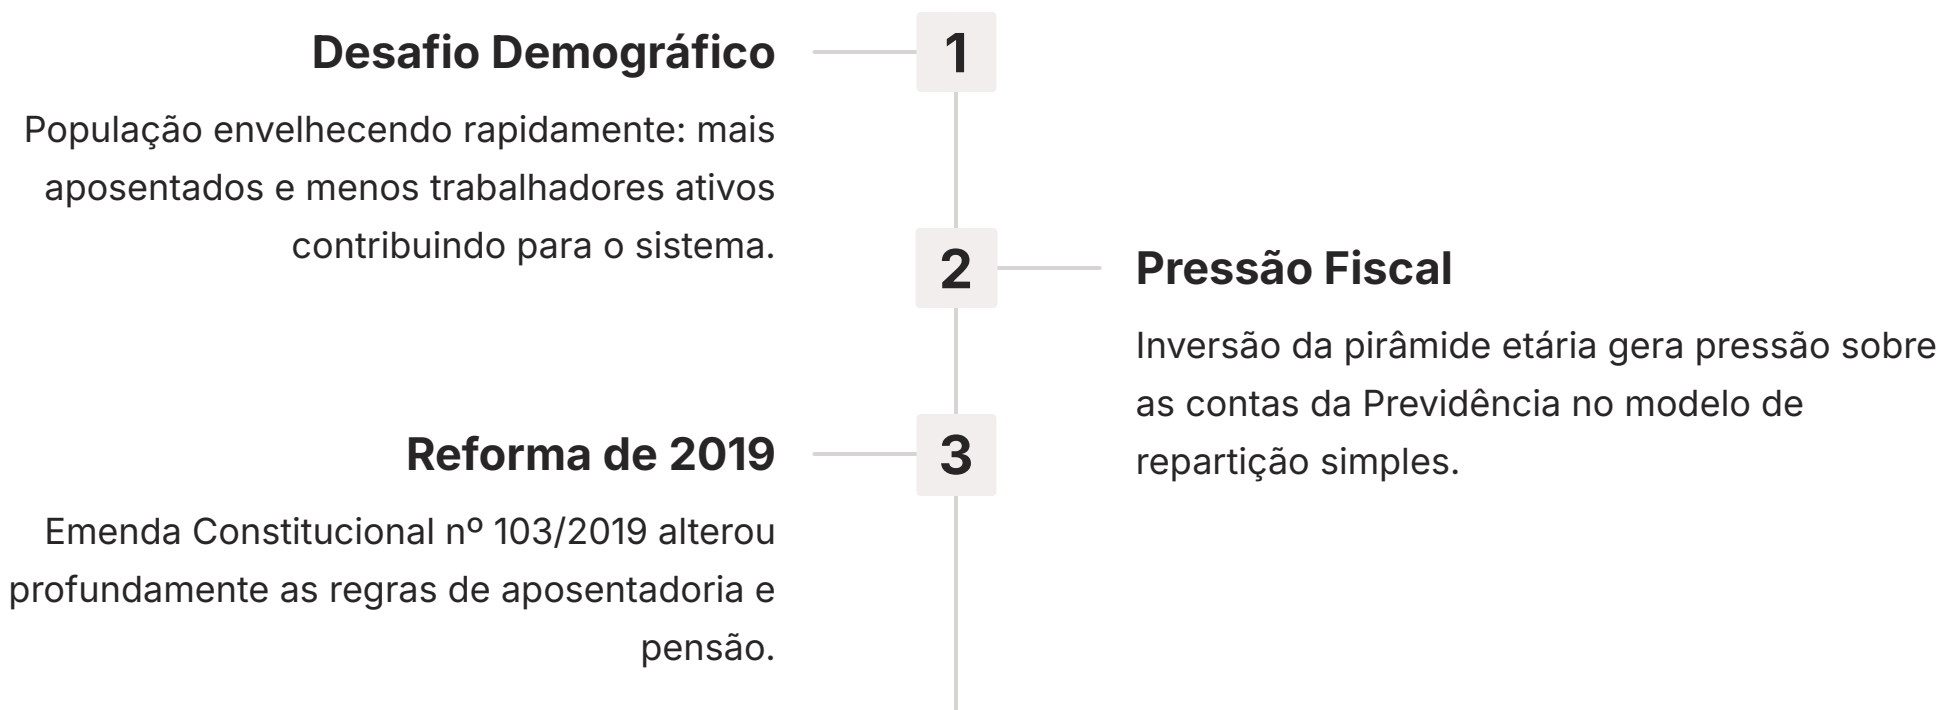 Desafio Demográfico
1
População envelhecendo rapidamente: mais
aposentados e menos trabalhadores ativos
contribuindo para o sistema.
2
Pressão Fiscal
Inversão da pirâmide etária gera pressão sobre
as contas da Previdência no modelo de
repartição simples.
Reforma de 2019
3
Emenda Constitucional nº 103/2019 alterou
profundamente as regras de aposentadoria e
pensão.